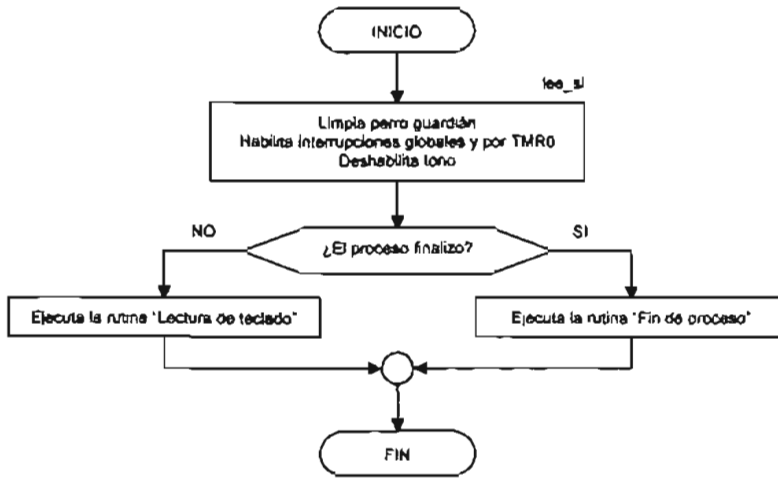 INICIO
lee_sl
Limpia perro guardián
Habilita interrupciones globales y por TMR0
Deshabilita tono
NO
¿El proceso finalizo?
SI
Ejecuta la rutina "Lectura de teclado"
Ejecuta la rutina "Fin de proceso"
FIN